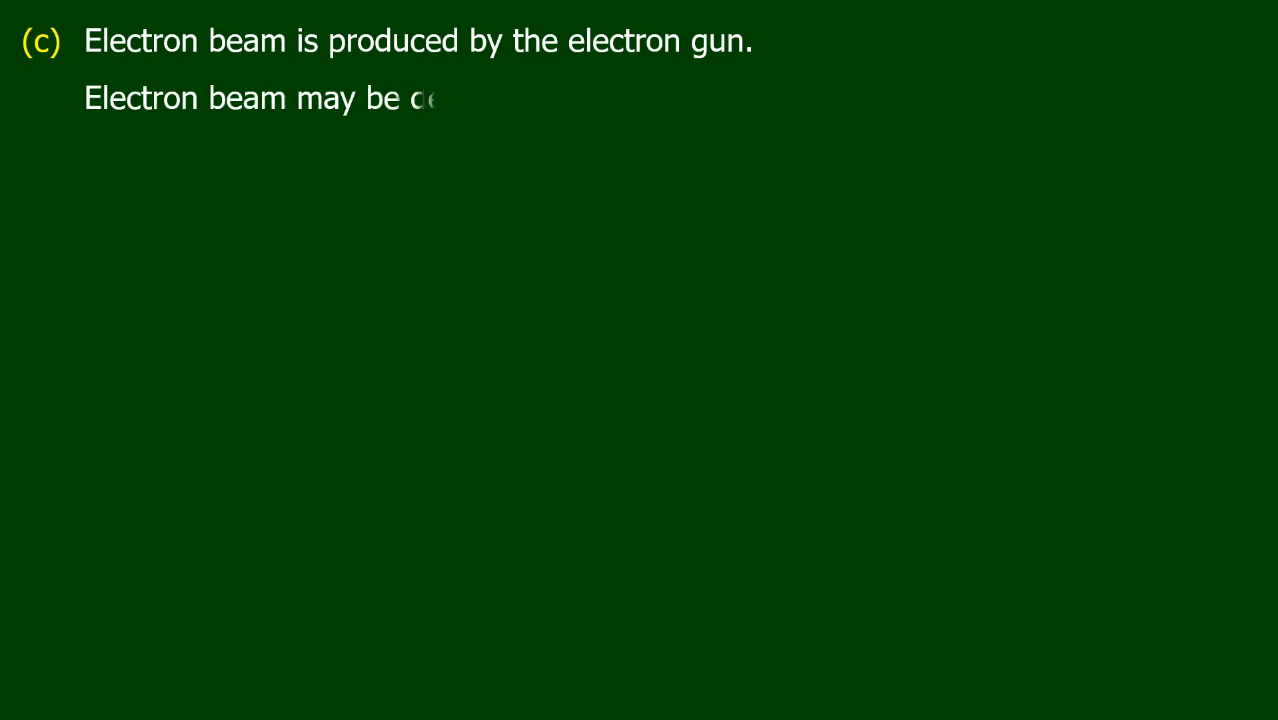 (c) Electron beam is produced by the electron gun.
Electron beam may be